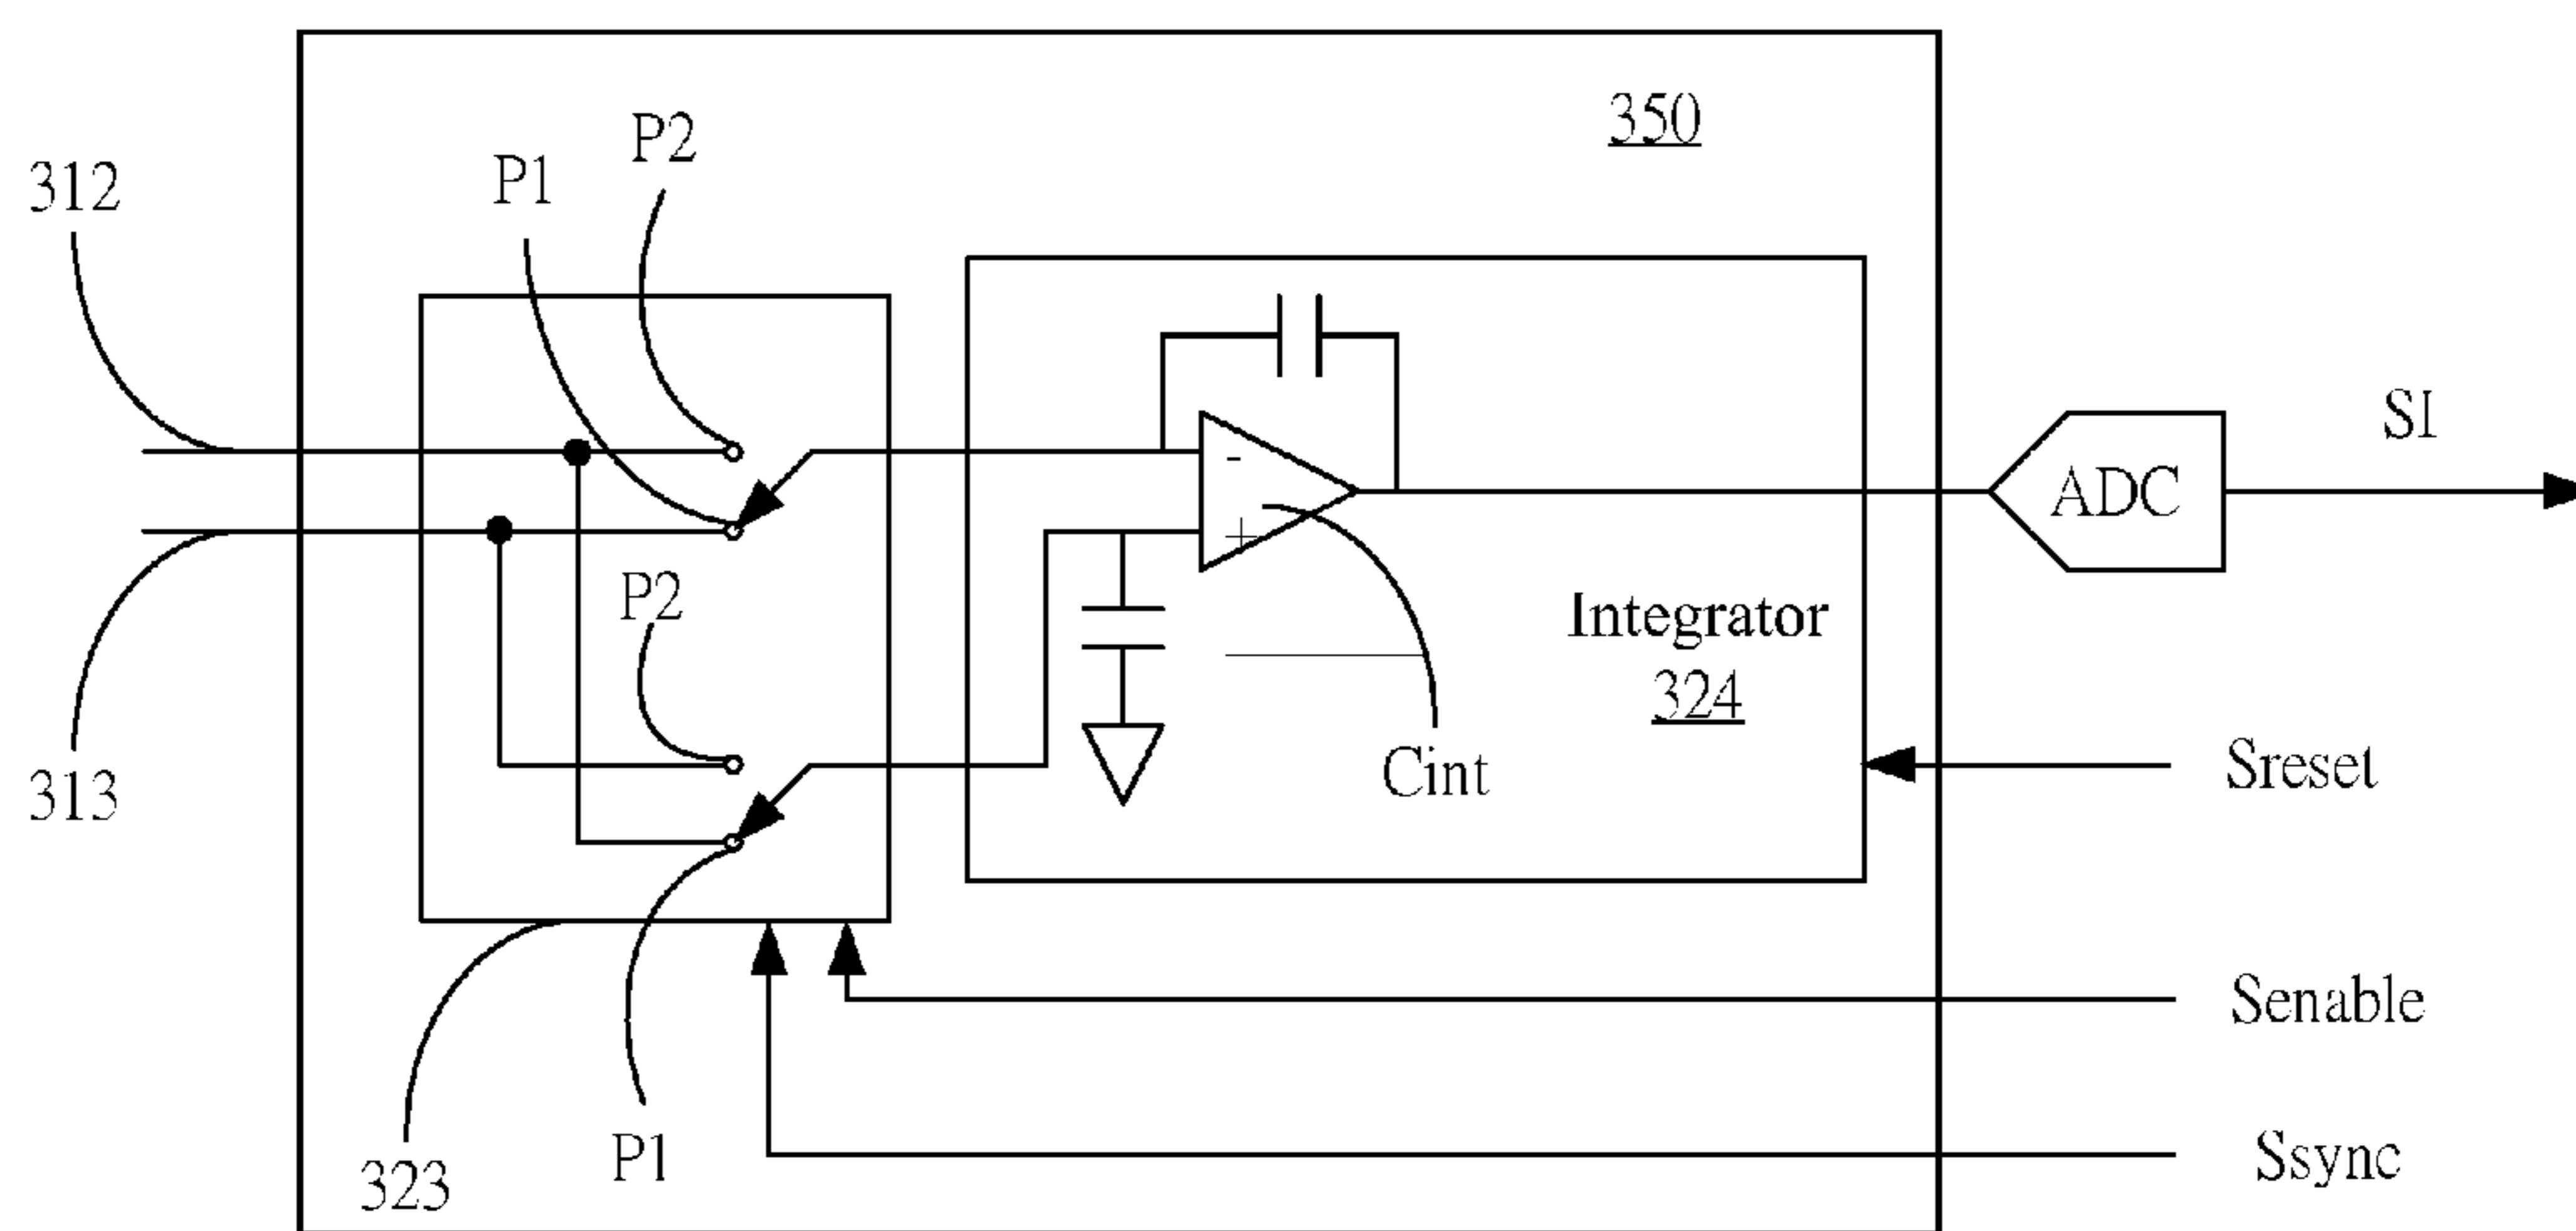 350
P2
P1
312
SI
-
ADC
+
P2
Integrator
324
Cint
Sreset
313
Senable
P1
Ssync
323